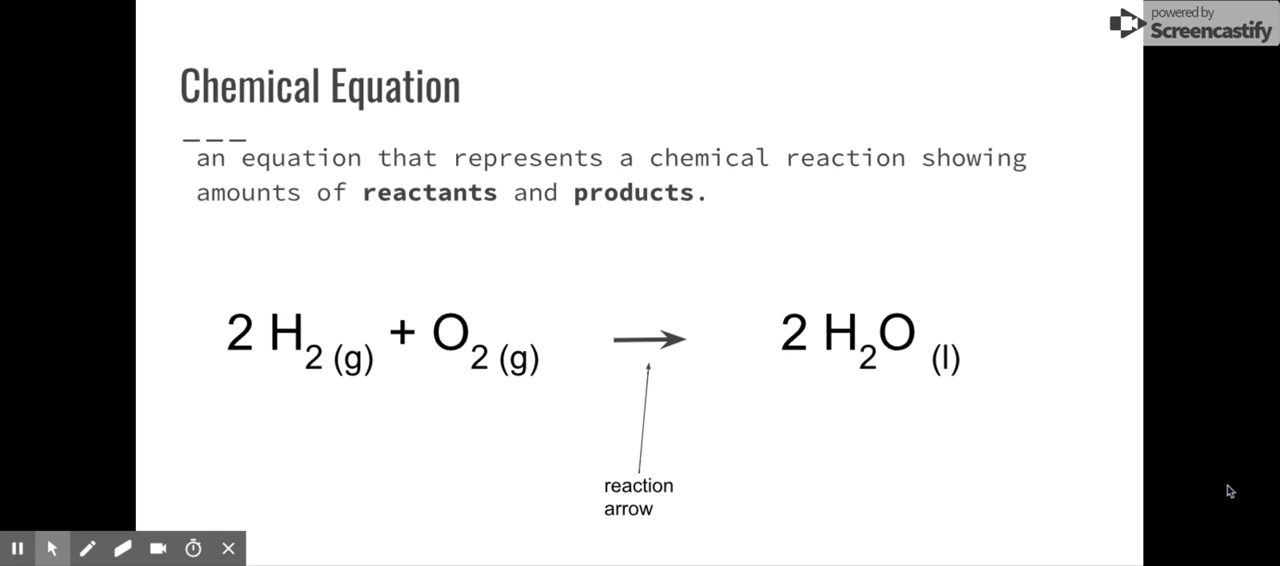 powered by
Screencastify
Chemical Equation
an equation that represents a chemical reaction showing
amounts of reactants and products.
2 H₂ (g) + O₂ (g) → 2 H₂O (l)
reaction
arrow